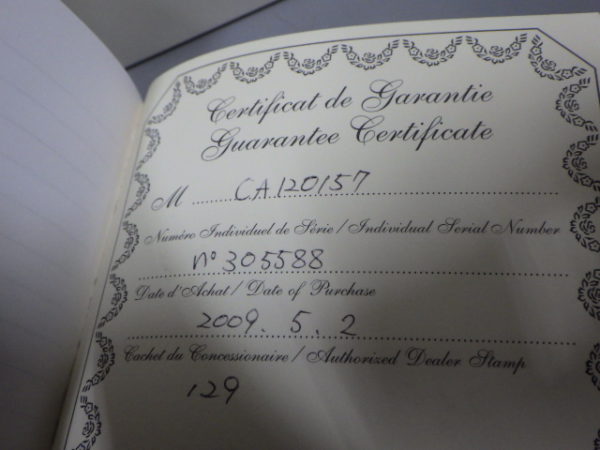 Certificat de Garantie
Guarantee Certificate
M CA120157
Numéro Individuel de Série / Individual Serial Number
n° 305588
Date d'Achat / Date of Purchase
2009. 5. 2
Cachet du Concessionaire / Authorized Dealer Stamp
129